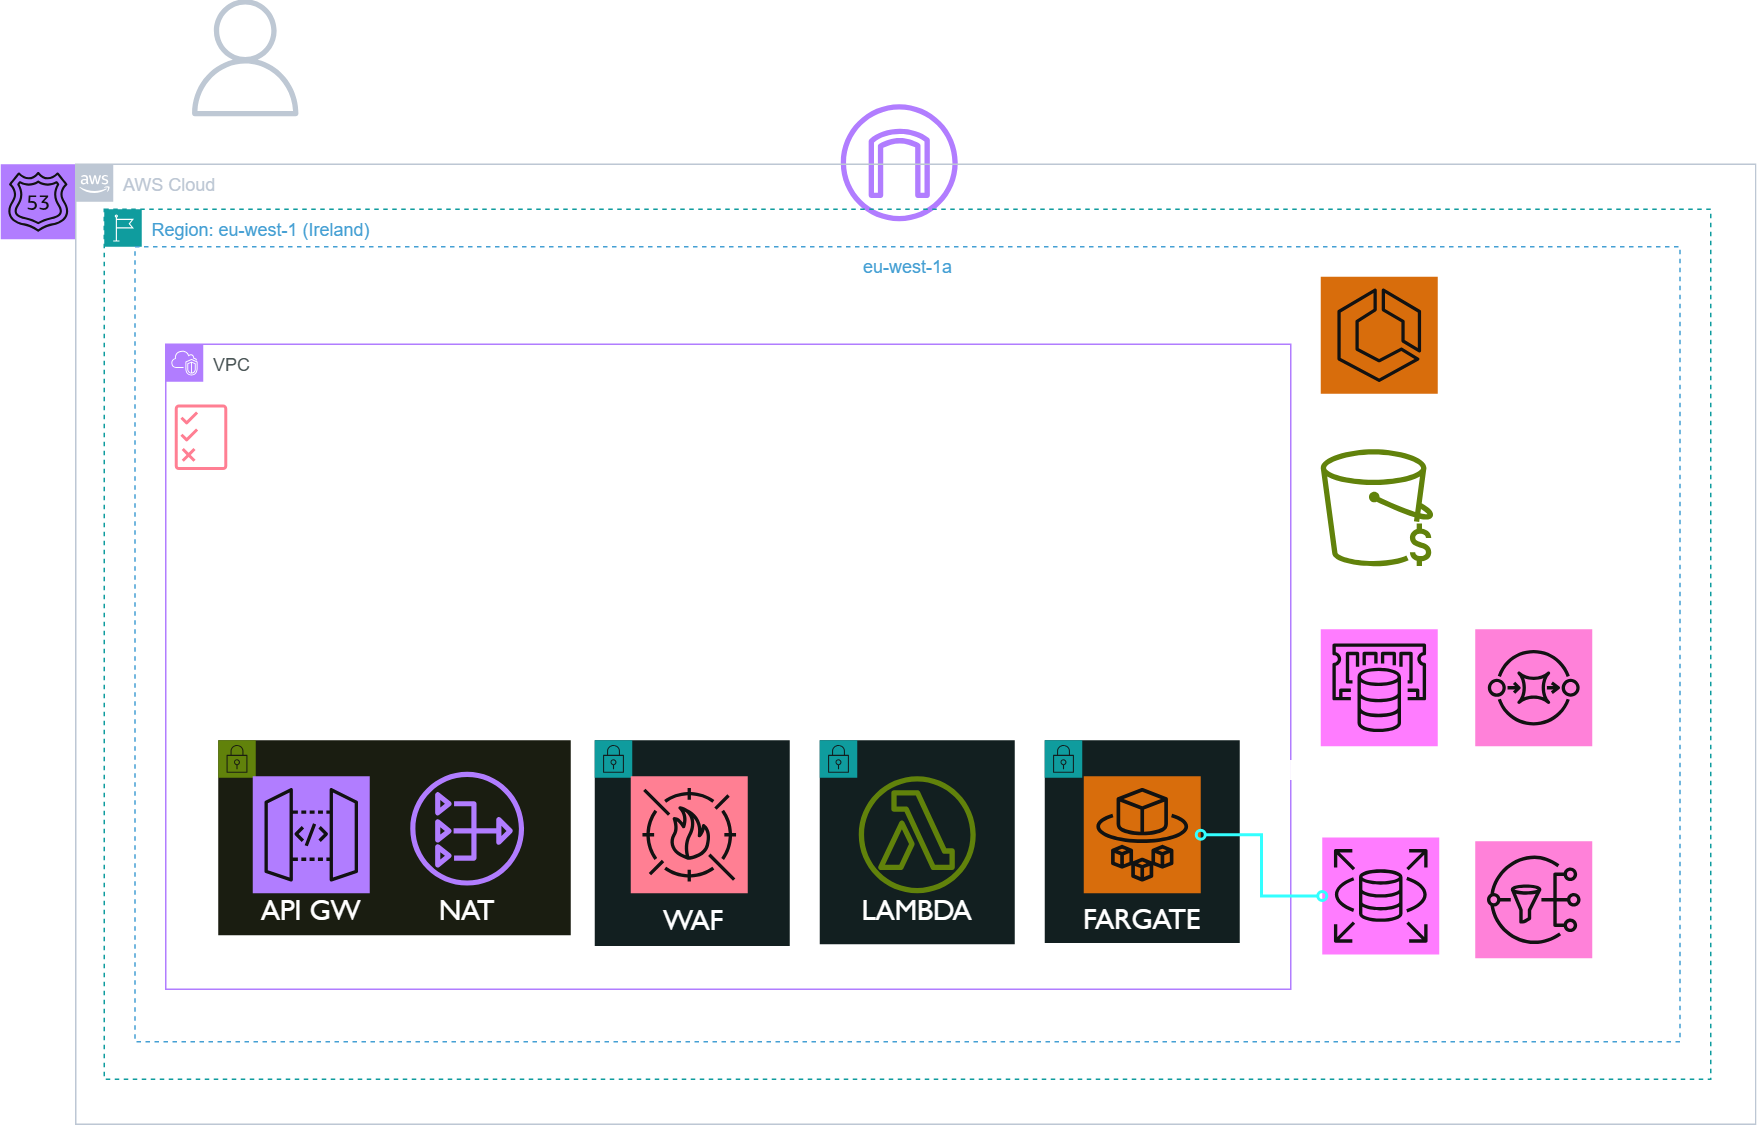 53
aws
AWS Cloud
Region: eu-west-1 (Ireland)
eu-west-1a
VPC
$
</>
API GW
NAT
WAF
LAMBDA
FARGATE